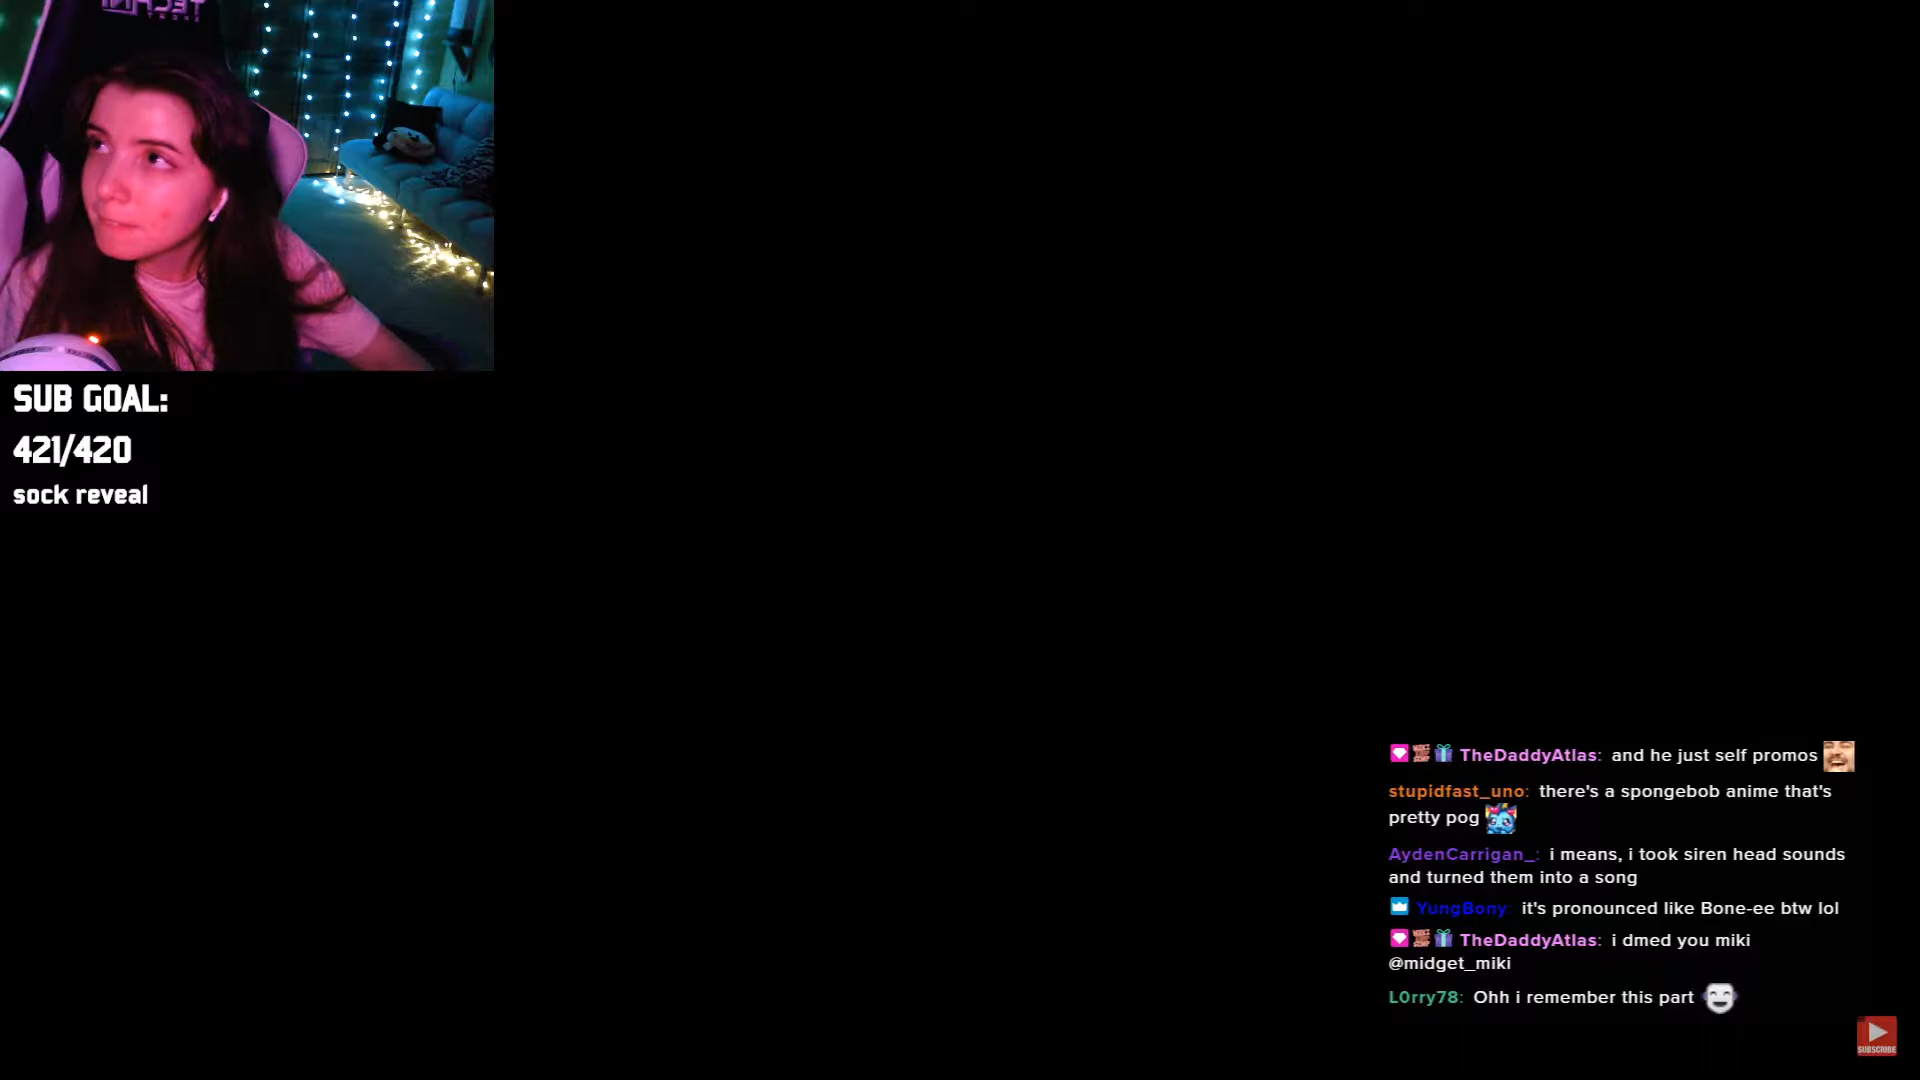 SUB GOAL:
421/420
sock reveal
TheDaddyAtlas: and he just self promos
stupidfast_uno: there's a spongebob anime that's
pretty pog
AydenCarrigan_: i means, i took siren head sounds
and turned them into a song
YungBony: it's pronounced like Bone-ee btw lol
TheDaddyAtlas: i dmed you miki
@midget_miki
L0rry78: Ohh i remember this part
SUBSCRIBE